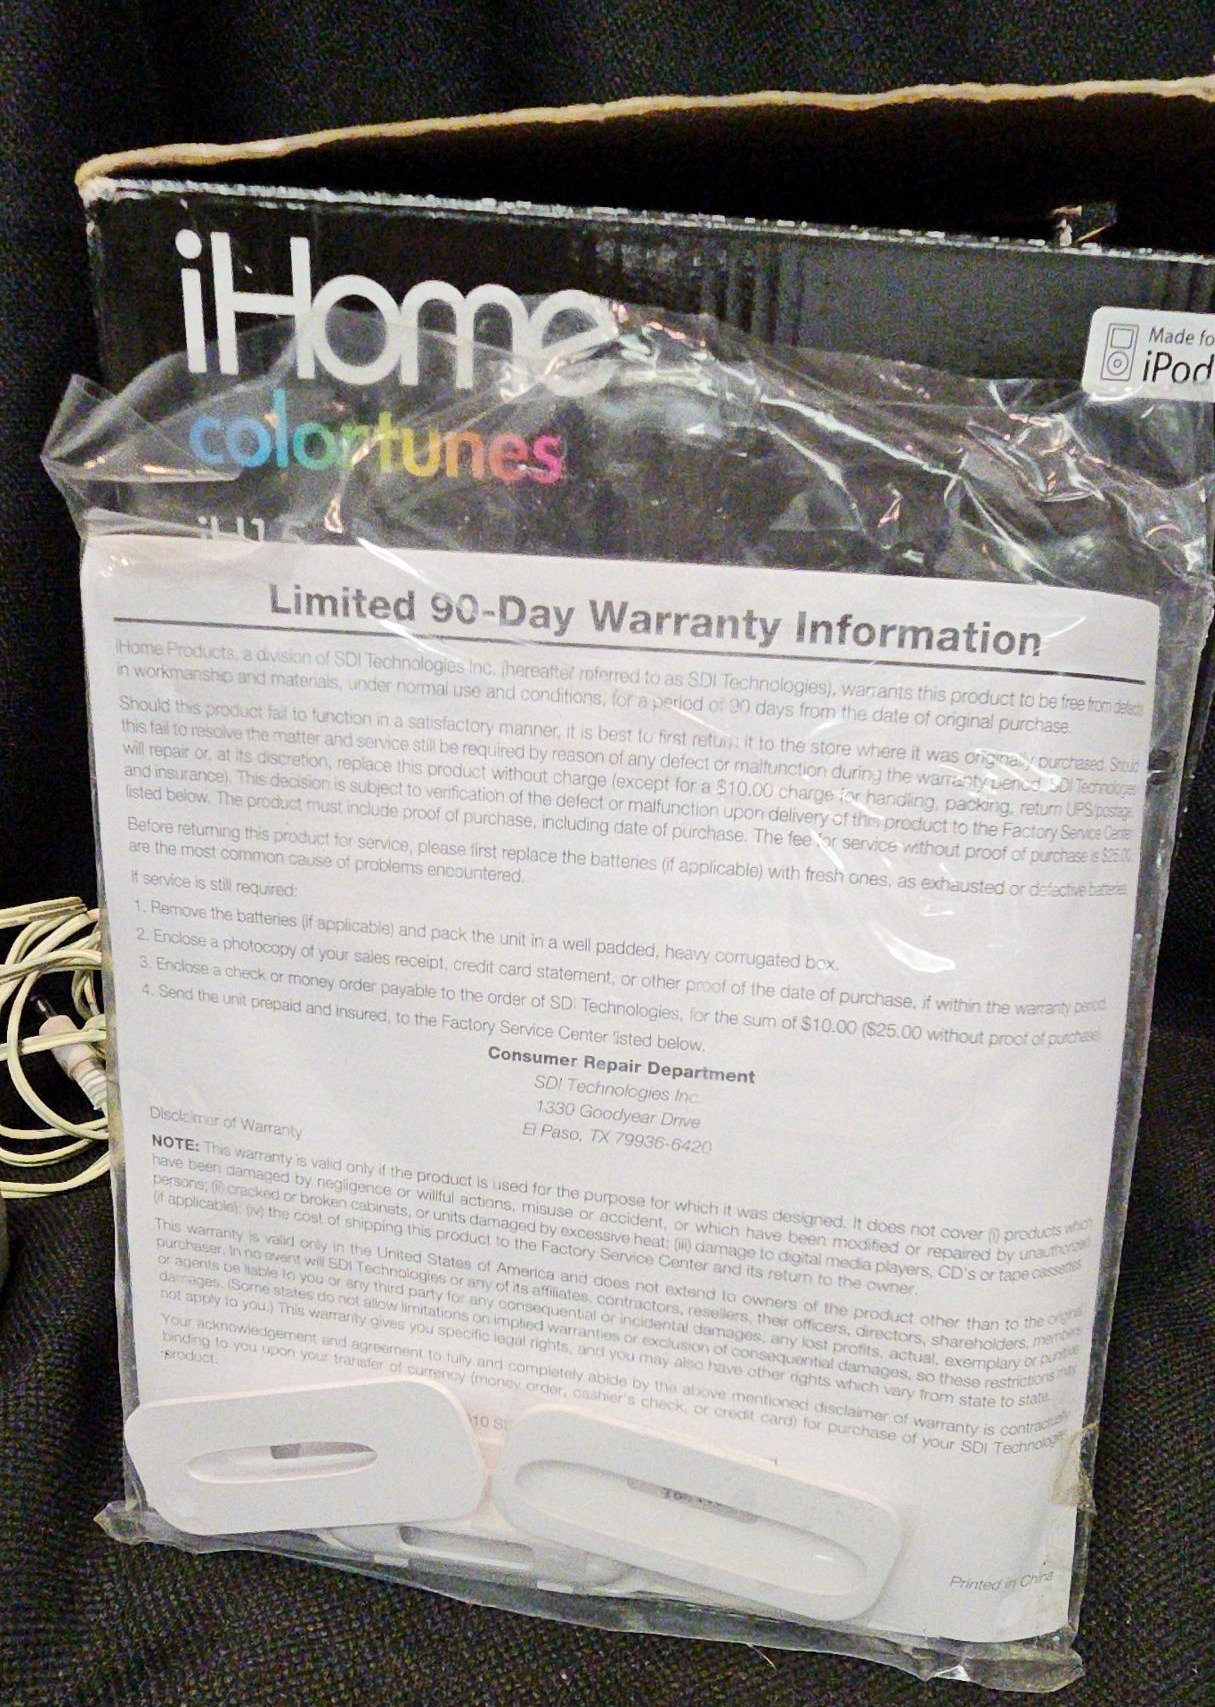 iHome
Made for
iPod
colortunes
Limited 90-Day Warranty Information
iHome Products, a division of SDI Technologies Inc. (hereafter referred to as SDI Technologies), warrants this product to be free from defects
in workmanship and materials, under normal use and conditions, for a period of 90 days from the date of original purchase.
Should this product fail to function in a satisfactory manner, it is best to first return it to the store where it was originally purchased. Should
this fail to resolve the matter and service still be required by reason of any defect or malfunction during the warranty period, SDI Technologies
will repair or, at its discretion, replace this product without charge (except for a $10.00 charge for handling, packing, return UPS/postage,
and insurance). This decision is subject to verification of the defect or malfunction upon delivery of this product to the Factory Service Center
listed below. The product must include proof of purchase, including date of purchase. The fee for service without proof of purchase is $25.00.
Before returning this product for service, please first replace the batteries (if applicable) with fresh ones, as exhausted or defective batteries
are the most common cause of problems encountered.
If service is still required:
1. Remove the batteries (if applicable) and pack the unit in a well padded, heavy corrugated box.
2. Enclose a photocopy of your sales receipt, credit card statement, or other proof of the date of purchase, if within the warranty period.
3. Enclose a check or money order payable to the order of SDI Technologies, for the sum of $10.00 ($25.00 without proof of purchase).
4. Send the unit prepaid and insured, to the Factory Service Center listed below.
Consumer Repair Department
SDI Technologies Inc.
1330 Goodyear Drive
El Paso, TX 79936-6420
Disclaimer of Warranty
NOTE: This warranty is valid only if the product is used for the purpose for which it was designed. It does not cover (i) products which
have been damaged by negligence or willful actions, misuse or accident, or which have been modified or repaired by unauthorized
persons; (ii) cracked or broken cabinets, or units damaged by excessive heat; (iii) damage to digital media players, CD's or tape cassettes
(if applicable); (iv) the cost of shipping this product to the Factory Service Center and its return to the owner.
This warranty is valid only in the United States of America and does not extend to owners of the product other than to the original
purchaser. In no event will SDI Technologies or any of its affiliates, contractors, resellers, their officers, directors, shareholders, members
or agents be liable to you or any third party for any consequential or incidental damages, any lost profits, actual, exemplary or punitive
damages. (Some states do not allow limitations on implied warranties or exclusion of consequential damages, so these restrictions may
not apply to you.) This warranty gives you specific legal rights, and you may also have other rights which vary from state to state.
Your acknowledgement and agreement to fully and completely abide by the above mentioned disclaimer of warranty is contractually
binding to you upon your transfer of currency (money order, cashier's check, or credit card) for purchase of your SDI Technologies
product.
Printed in China